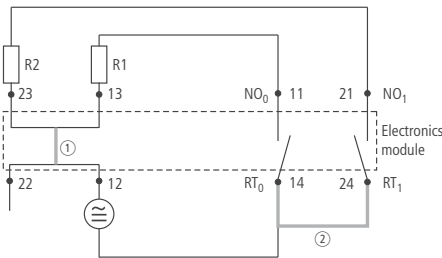 R2 R1
23 13 NO₀ 11 21 NO₁
Electronics
module
①
22 12 RT₀ 14 24 RT₁
②